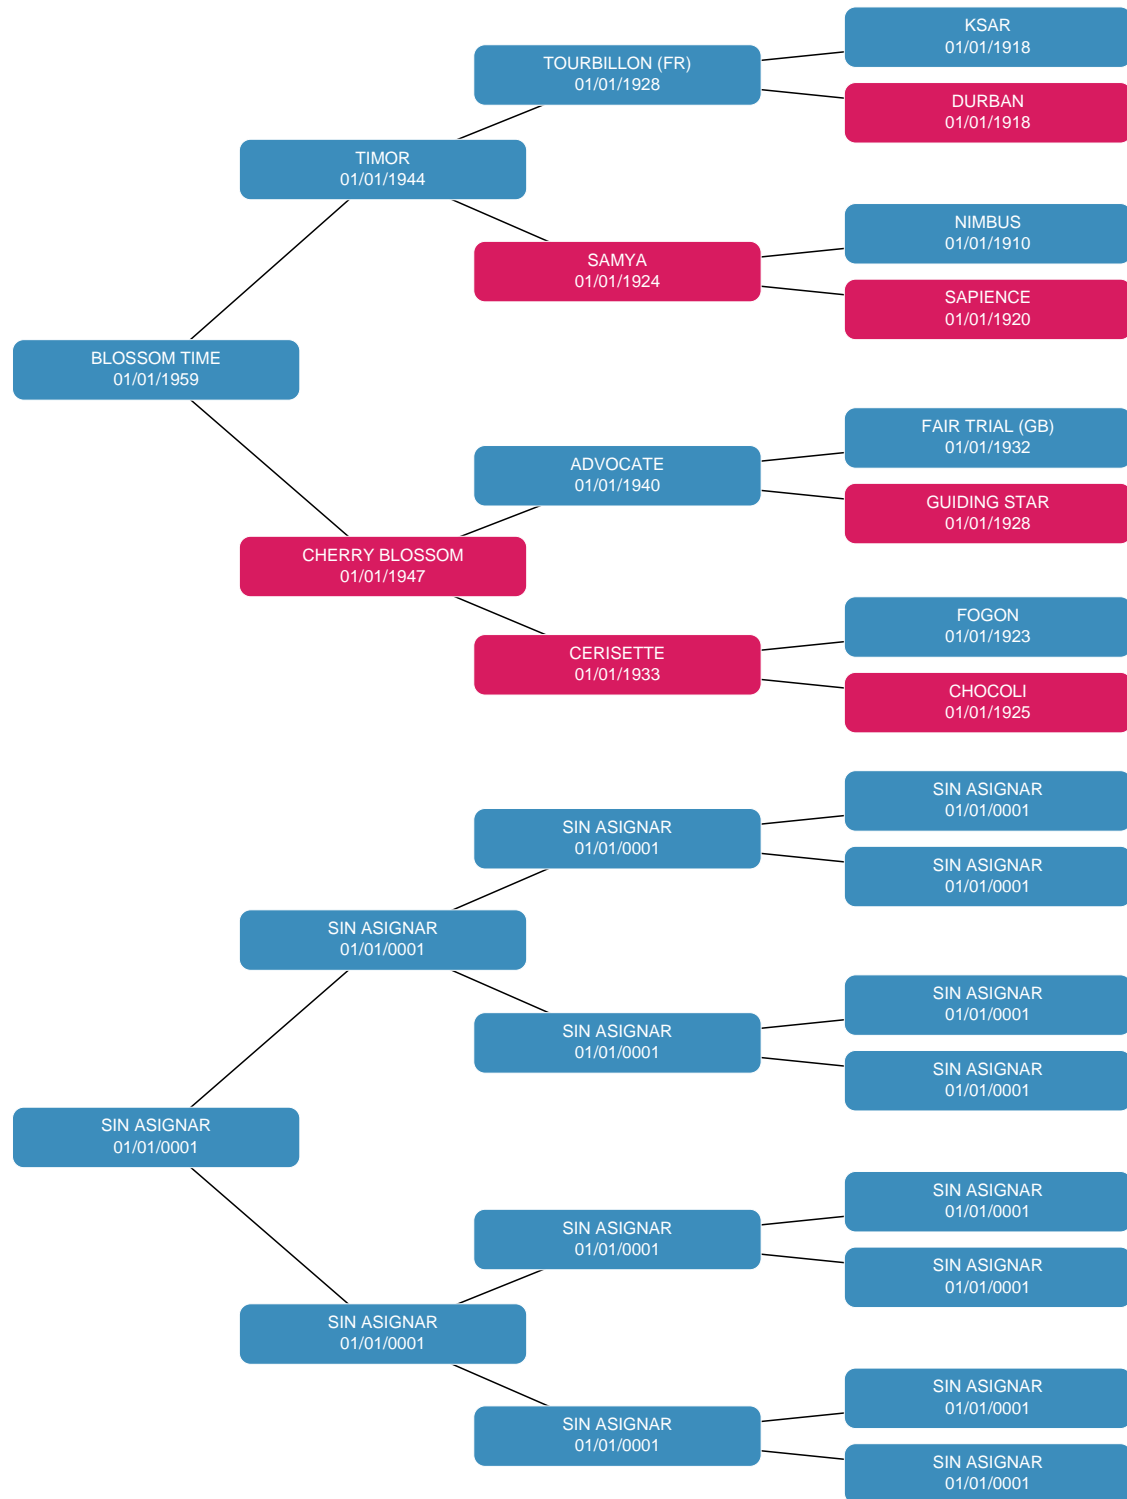 KSAR
01/01/1918
TOURBILLON (FR)
01/01/1928
DURBAN
01/01/1918
TIMOR
01/01/1944
NIMBUS
01/01/1910
SAMYA
01/01/1924
SAPIENCE
01/01/1920
BLOSSOM TIME
01/01/1959
FAIR TRIAL (GB)
01/01/1932
ADVOCATE
01/01/1940
GUIDING STAR
01/01/1928
CHERRY BLOSSOM
01/01/1947
FOGON
01/01/1923
CERISETTE
01/01/1933
CHOCOLI
01/01/1925
SIN ASIGNAR
01/01/0001
SIN ASIGNAR
01/01/0001
SIN ASIGNAR
01/01/0001
SIN ASIGNAR
01/01/0001
SIN ASIGNAR
01/01/0001
SIN ASIGNAR
01/01/0001
SIN ASIGNAR
01/01/0001
SIN ASIGNAR
01/01/0001
SIN ASIGNAR
01/01/0001
SIN ASIGNAR
01/01/0001
SIN ASIGNAR
01/01/0001
SIN ASIGNAR
01/01/0001
SIN ASIGNAR
01/01/0001
SIN ASIGNAR
01/01/0001
SIN ASIGNAR
01/01/0001